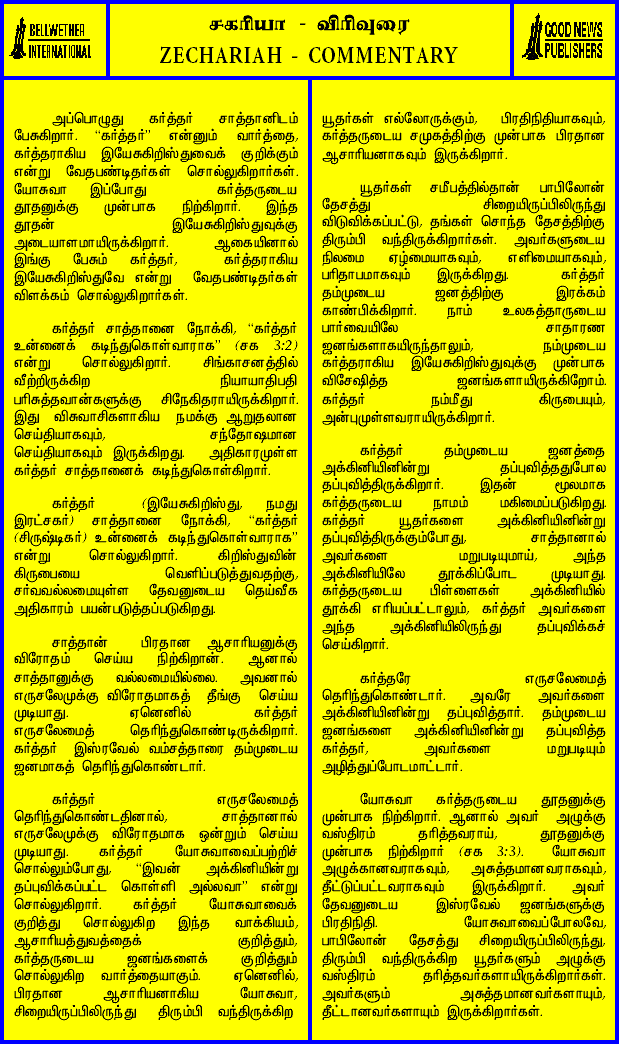 BELLWETHER
INTERNATIONAL
சகரியா - விரிவுரை
ZECHARIAH - COMMENTARY
GOOD NEWS
PUBLISHERS
அப்பொழுது கர்த்தர் சாத்தானிடம்
பேசுகிறார். “கர்த்தர்” என்னும் வார்த்தை,
கர்த்தராகிய இயேசுகிறிஸ்துவைக் குறிக்கும்
என்று வேதபண்டிதர்கள் சொல்லுகிறார்கள்.
யோசுவா இப்போது கர்த்தருடைய
தூதனுக்கு முன்பாக நிற்கிறார். இந்த
தூதன் இயேசுகிறிஸ்துவுக்கு
அடையாளமாயிருக்கிறார். ஆகையினால்
இங்கு பேசும் கர்த்தர், கர்த்தராகிய
இயேசுகிறிஸ்துவே என்று வேதபண்டிதர்கள்
விளக்கம் சொல்லுகிறார்கள்.
கர்த்தர் சாத்தானை நோக்கி, “கர்த்தர்
உன்னைக் கடிந்துகொள்வாராக” (சக 3:2)
என்று சொல்லுகிறார். சிங்காசனத்தில்
வீற்றிருக்கிற நியாயாதிபதி
பரிசுத்தவான்களுக்கு சிநேகிதராயிருக்கிறார்.
இது விசுவாசிகளாகிய நமக்கு ஆறுதலான
செய்தியாகவும், சந்தோஷமான
செய்தியாகவும் இருக்கிறது. அதிகாரமுள்ள
கர்த்தர் சாத்தானைக் கடிந்துகொள்கிறார்.
கர்த்தர் (இயேசுகிறிஸ்து, நமது
இரட்சகர்) சாத்தானை நோக்கி, “கர்த்தர்
(சிருஷ்டிகர்) உன்னைக் கடிந்துகொள்வாராக”
என்று சொல்லுகிறார். கிறிஸ்துவின்
கிருபையை வெளிப்படுத்துவதற்கு,
சர்வவல்லமையுள்ள தேவனுடைய தெய்வீக
அதிகாரம் பயன்படுத்தப்படுகிறது.
சாத்தான் பிரதான ஆசாரியனுக்கு
விரோதம் செய்ய நிற்கிறான். ஆனால்
சாத்தானுக்கு வல்லமையில்லை. அவனால்
எருசலேமுக்கு விரோதமாகத் தீங்கு செய்ய
முடியாது. ஏனெனில் கர்த்தர்
எருசலேமைத் தெரிந்துகொண்டிருக்கிறார்.
கர்த்தர் இஸ்ரவேல் வம்சத்தாரை தம்முடைய
ஜனமாகத் தெரிந்துகொண்டார்.
கர்த்தர் எருசலேமைத்
தெரிந்துகொண்டதினால், சாத்தானால்
எருசலேமுக்கு விரோதமாக ஒன்றும் செய்ய
முடியாது. கர்த்தர் யோசுவாவைப்பற்றிச்
சொல்லும்போது, “இவன் அக்கினியின்று
தப்புவிக்கப்பட்ட கொள்ளி அல்லவா” என்று
சொல்லுகிறார். கர்த்தர் யோசுவாவைக்
குறித்து சொல்லுகிற இந்த வாக்கியம்,
ஆசாரியத்துவத்தைக் குறித்தும்,
கர்த்தருடைய ஜனங்களைக் குறித்தும்
சொல்லுகிற வார்த்தையாகும். ஏனெனில்,
பிரதான ஆசாரியனாகிய யோசுவா,
சிறையிருப்பிலிருந்து திரும்பி வந்திருக்கிற
யூதர்கள் எல்லோருக்கும், பிரதிநிதியாகவும்,
கர்த்தருடைய சமுகத்திற்கு முன்பாக பிரதான
ஆசாரியனாகவும் இருக்கிறார்.
யூதர்கள் சமீபத்தில்தான் பாபிலோன்
தேசத்து சிறையிருப்பிலிருந்து
விடுவிக்கப்பட்டு, தங்கள் சொந்த தேசத்திற்கு
திரும்பி வந்திருக்கிறார்கள். அவர்களுடைய
நிலமை ஏழ்மையாகவும், எளிமையாகவும்,
பரிதாபமாகவும் இருக்கிறது. கர்த்தர்
தம்முடைய ஜனத்திற்கு இரக்கம்
காண்பிக்கிறார். நாம் உலகத்தாருடைய
பார்வையிலே சாதாரண
ஜனங்களாகயிருந்தாலும், நம்முடைய
கர்த்தராகிய இயேசுகிறிஸ்துவுக்கு முன்பாக
விசேஷித்த ஜனங்களாயிருக்கிறோம்.
கர்த்தர் நம்மீது கிருபையும்,
அன்புமுள்ளவராயிருக்கிறார்.
கர்த்தர் தம்முடைய ஜனத்தை
அக்கினியினின்று தப்புவித்ததுபோல
தப்புவித்திருக்கிறார். இதன் மூலமாக
கர்த்தருடைய நாமம் மகிமைப்படுகிறது.
கர்த்தர் யூதர்களை அக்கினியினின்று
தப்புவித்திருக்கும்போது, சாத்தானால்
அவர்களை மறுபடியுமாய், அந்த
அக்கினியிலே தூக்கிப்போட முடியாது.
கர்த்தருடைய பிள்ளைகள் அக்கினியில்
தூக்கி எரியப்பட்டாலும், கர்த்தர் அவர்களை
அந்த அக்கினியிலிருந்து தப்புவிக்கச்
செய்கிறார்.
கர்த்தரே எருசலேமைத்
தெரிந்துகொண்டார். அவரே அவர்களை
அக்கினியினின்று தப்புவித்தார். தம்முடைய
ஜனங்களை அக்கினியினின்று தப்புவித்த
கர்த்தர், அவர்களை மறுபடியும்
அழித்துப்போடமாட்டார்.
யோசுவா கர்த்தருடைய தூதனுக்கு
முன்பாக நிற்கிறார். ஆனால் அவர் அழுக்கு
வஸ்திரம் தரித்தவராய், தூதனுக்கு
முன்பாக நிற்கிறார் (சக 3:3). யோசுவா
அழுக்கானவராகவும், அசுத்தமானவராகவும்,
தீட்டுப்பட்டவராகவும் இருக்கிறார். அவர்
தேவனுடைய இஸ்ரவேல் ஜனங்களுக்கு
பிரதிநிதி. யோசுவாவைப்போலவே,
பாபிலோன் தேசத்து சிறையிருப்பிலிருந்து,
திரும்பி வந்திருக்கிற யூதர்களும் அழுக்கு
வஸ்திரம் தரித்தவர்களாயிருக்கிறார்கள்.
அவர்களும் அசுத்தமானவர்களாயும்,
தீட்டானவர்களாயும் இருக்கிறார்கள்.